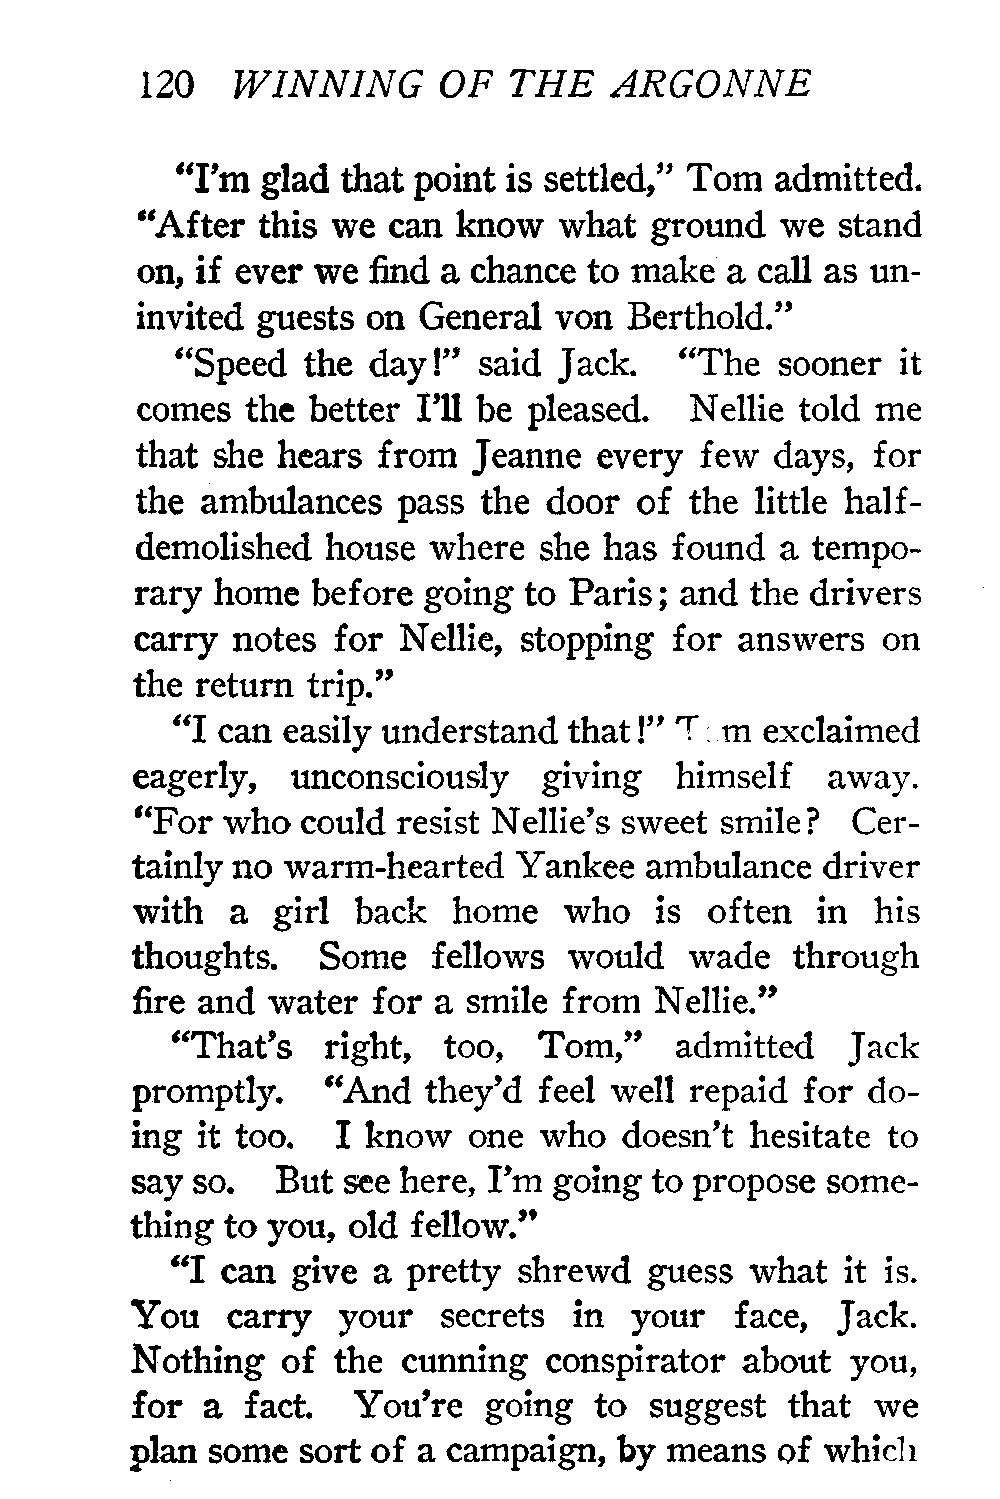 120 WINNING OF THE ARGONNE
“I’m glad that point is settled,” Tom admitted.
“After this we can know what ground we stand
on, if ever we find a chance to make a call as un-
invited guests on General von Berthold.”
“Speed the day!” said Jack. “The sooner it
comes the better I’ll be pleased. Nellie told me
that she hears from Jeanne every few days, for
the ambulances pass the door of the little half-
demolished house where she has found a tempo-
rary home before going to Paris; and the drivers
carry notes for Nellie, stopping for answers on
the return trip.”
“I can easily understand that!” T m exclaimed
eagerly, unconsciously giving himself away.
“For who could resist Nellie’s sweet smile? Cer-
tainly no warm-hearted Yankee ambulance driver
with a girl back home who is often in his
thoughts. Some fellows would wade through
fire and water for a smile from Nellie.”
“That’s right, too, Tom,” admitted Jack
promptly. “And they’d feel well repaid for do-
ing it too. I know one who doesn’t hesitate to
say so. But see here, I’m going to propose some-
thing to you, old fellow.”
“I can give a pretty shrewd guess what it is.
You carry your secrets in your face, Jack.
Nothing of the cunning conspirator about you,
for a fact. You’re going to suggest that we
plan some sort of a campaign, by means of which